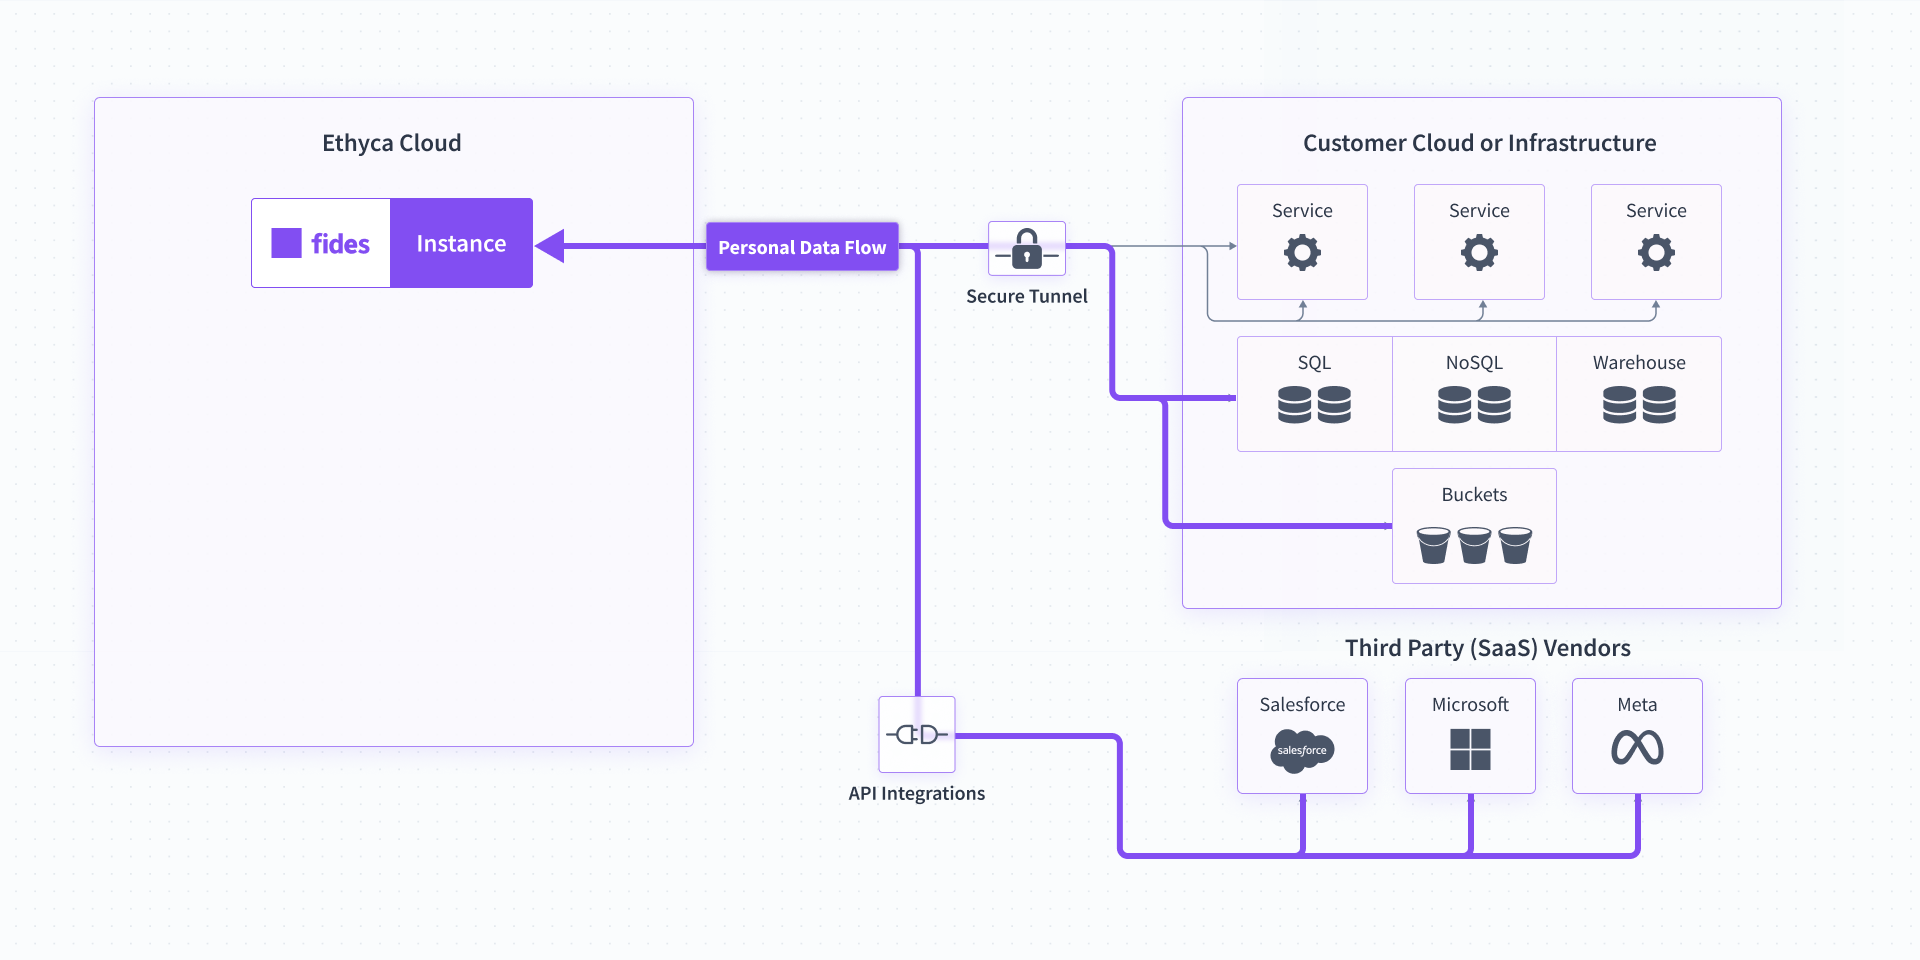 Ethyca Cloud
fides
Instance
Personal Data Flow
Secure Tunnel
Customer Cloud or Infrastructure
Service
Service
Service
SQL
NoSQL
Warehouse
Buckets
Third Party (SaaS) Vendors
Salesforce
Microsoft
Meta
salesforce
API Integrations